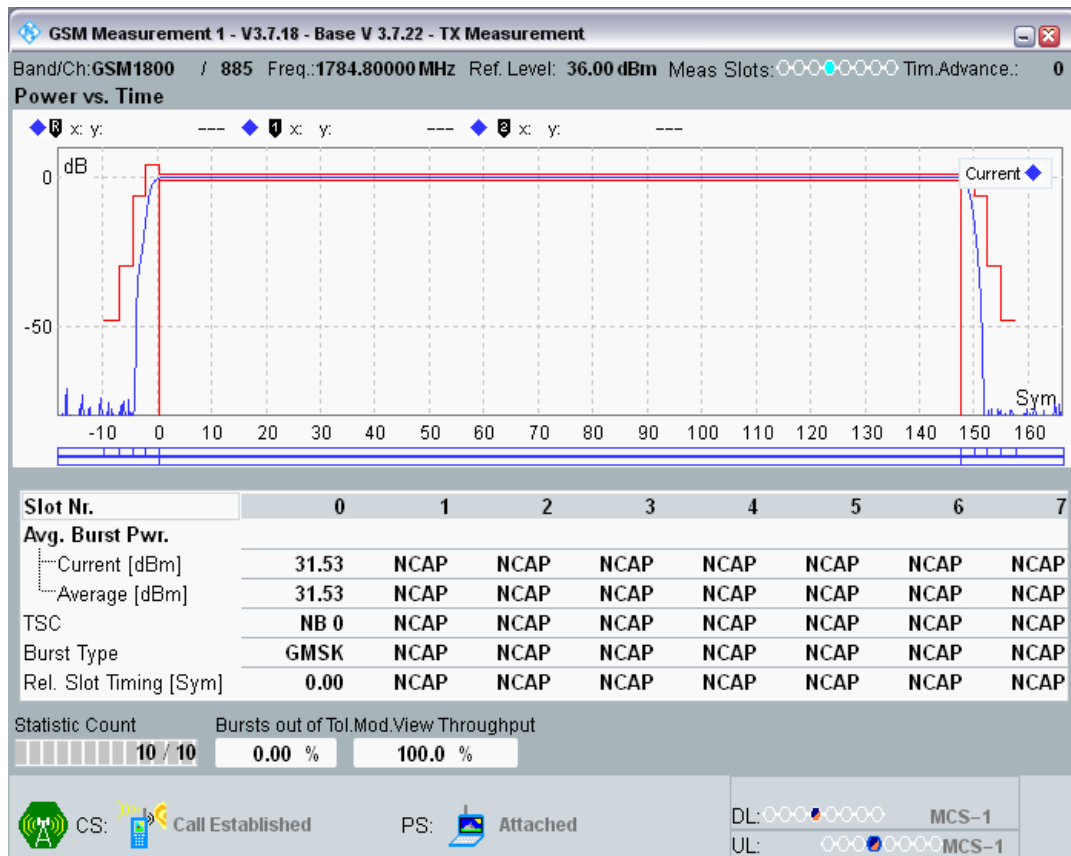 GSM Measurement 1 - V3.7.18 - Base V 3.7.22 - TX Measurement
Band/Ch:GSM1800 / 885 Freq.:1784.80000 MHz Ref. Level: 36.00 dBm Meas Slots: Tim.Advance.: 0
Power vs. Time
R x: y: --- 1 x: y: --- 2 x: y: ---
dB
Current
0
-50
Sym
-10 0 10 20 30 40 50 60 70 80 90 100 110 120 130 140 150 160
Slot Nr. 0 1 2 3 4 5 6 7
Avg. Burst Pwr.
Current [dBm] 31.53 NCAP NCAP NCAP NCAP NCAP NCAP NCAP
Average [dBm] 31.53 NCAP NCAP NCAP NCAP NCAP NCAP NCAP
TSC NB 0 NCAP NCAP NCAP NCAP NCAP NCAP NCAP
Burst Type GMSK NCAP NCAP NCAP NCAP NCAP NCAP NCAP
Rel. Slot Timing [Sym] 0.00 NCAP NCAP NCAP NCAP NCAP NCAP NCAP
Statistic Count Bursts out of Tol.Mod.View Throughput
10 / 10 0.00 % 100.0 %
CS: Call Established PS: Attached
DL: MCS-1
UL: MCS-1